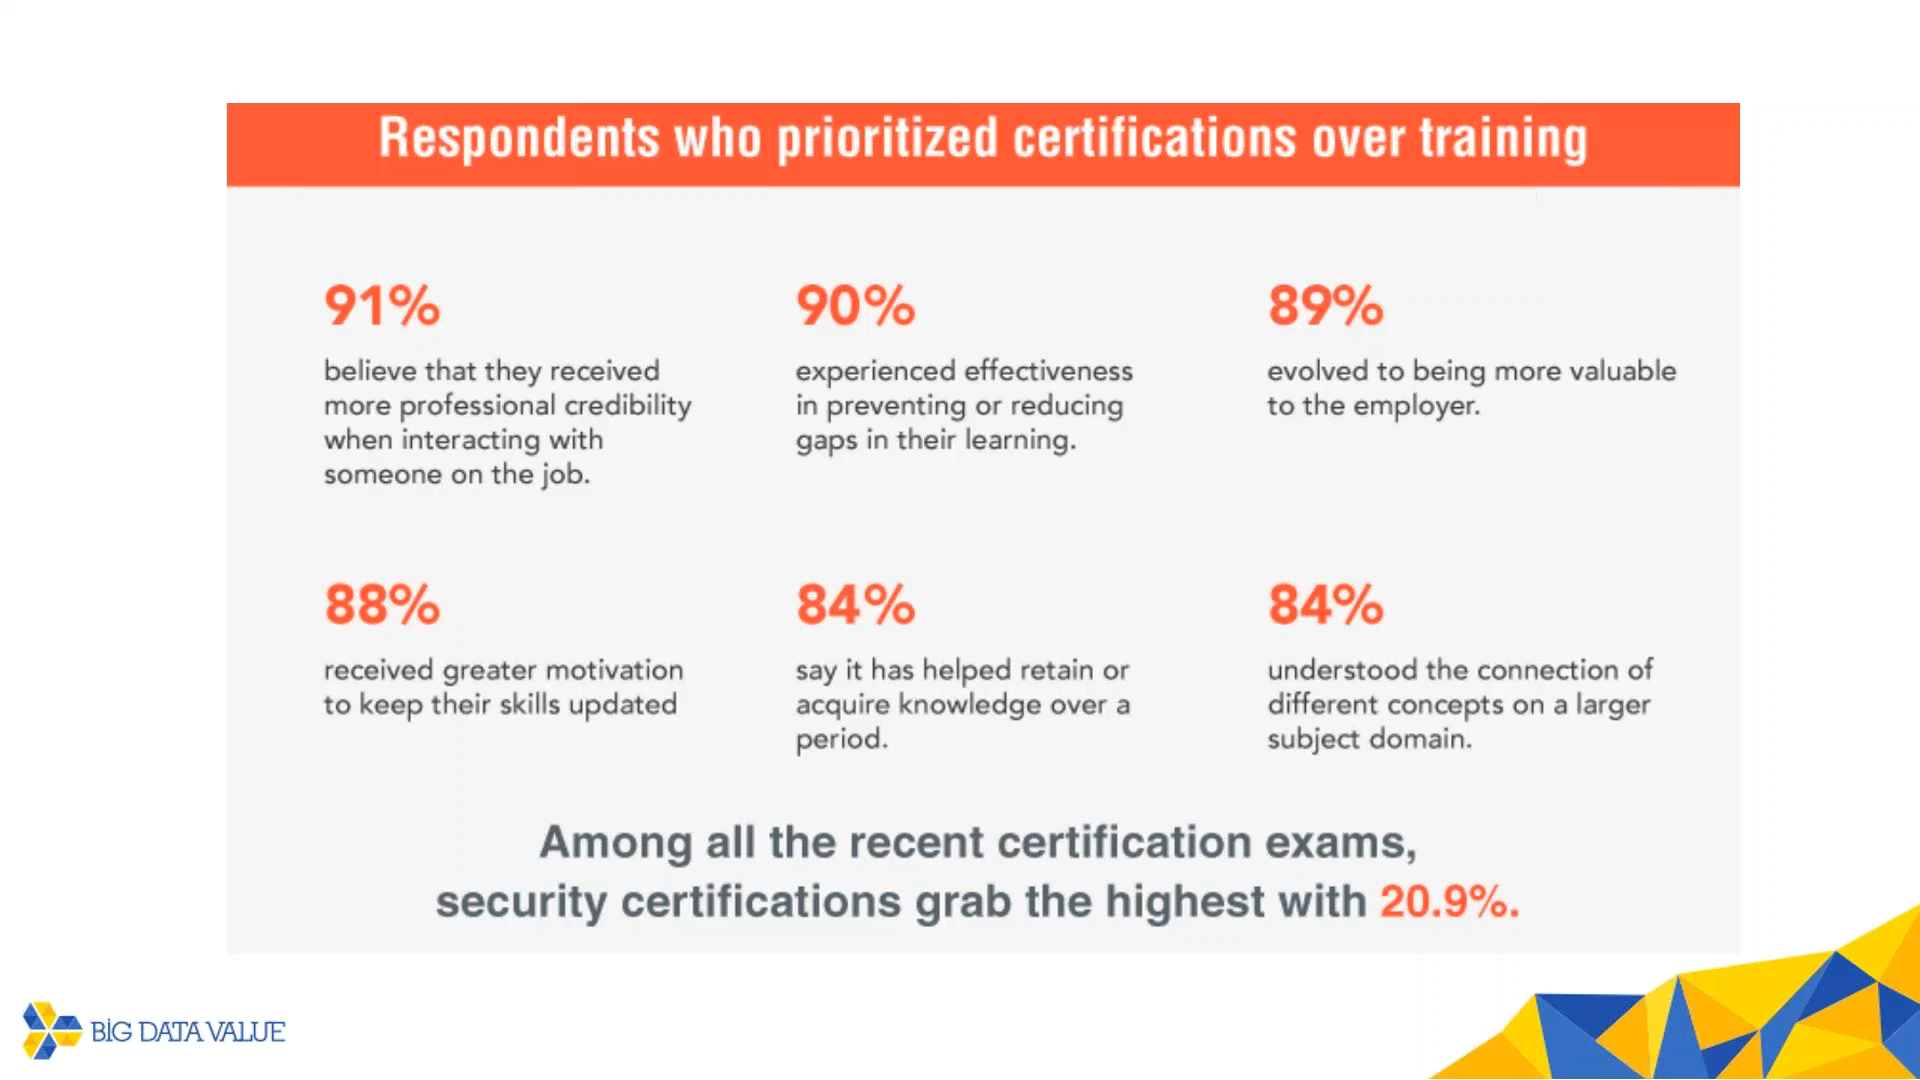 Respondents who prioritized certifications over training
91%
believe that they received
more professional credibility
when interacting with
someone on the job.
90%
experienced effectiveness
in preventing or reducing
gaps in their learning.
89%
evolved to being more valuable
to the employer.
88%
received greater motivation
to keep their skills updated
84%
say it has helped retain or
acquire knowledge over a
period.
84%
understood the connection of
different concepts on a larger
subject domain.
Among all the recent certification exams,
security certifications grab the highest with 20.9%.
BIG DATA VALUE